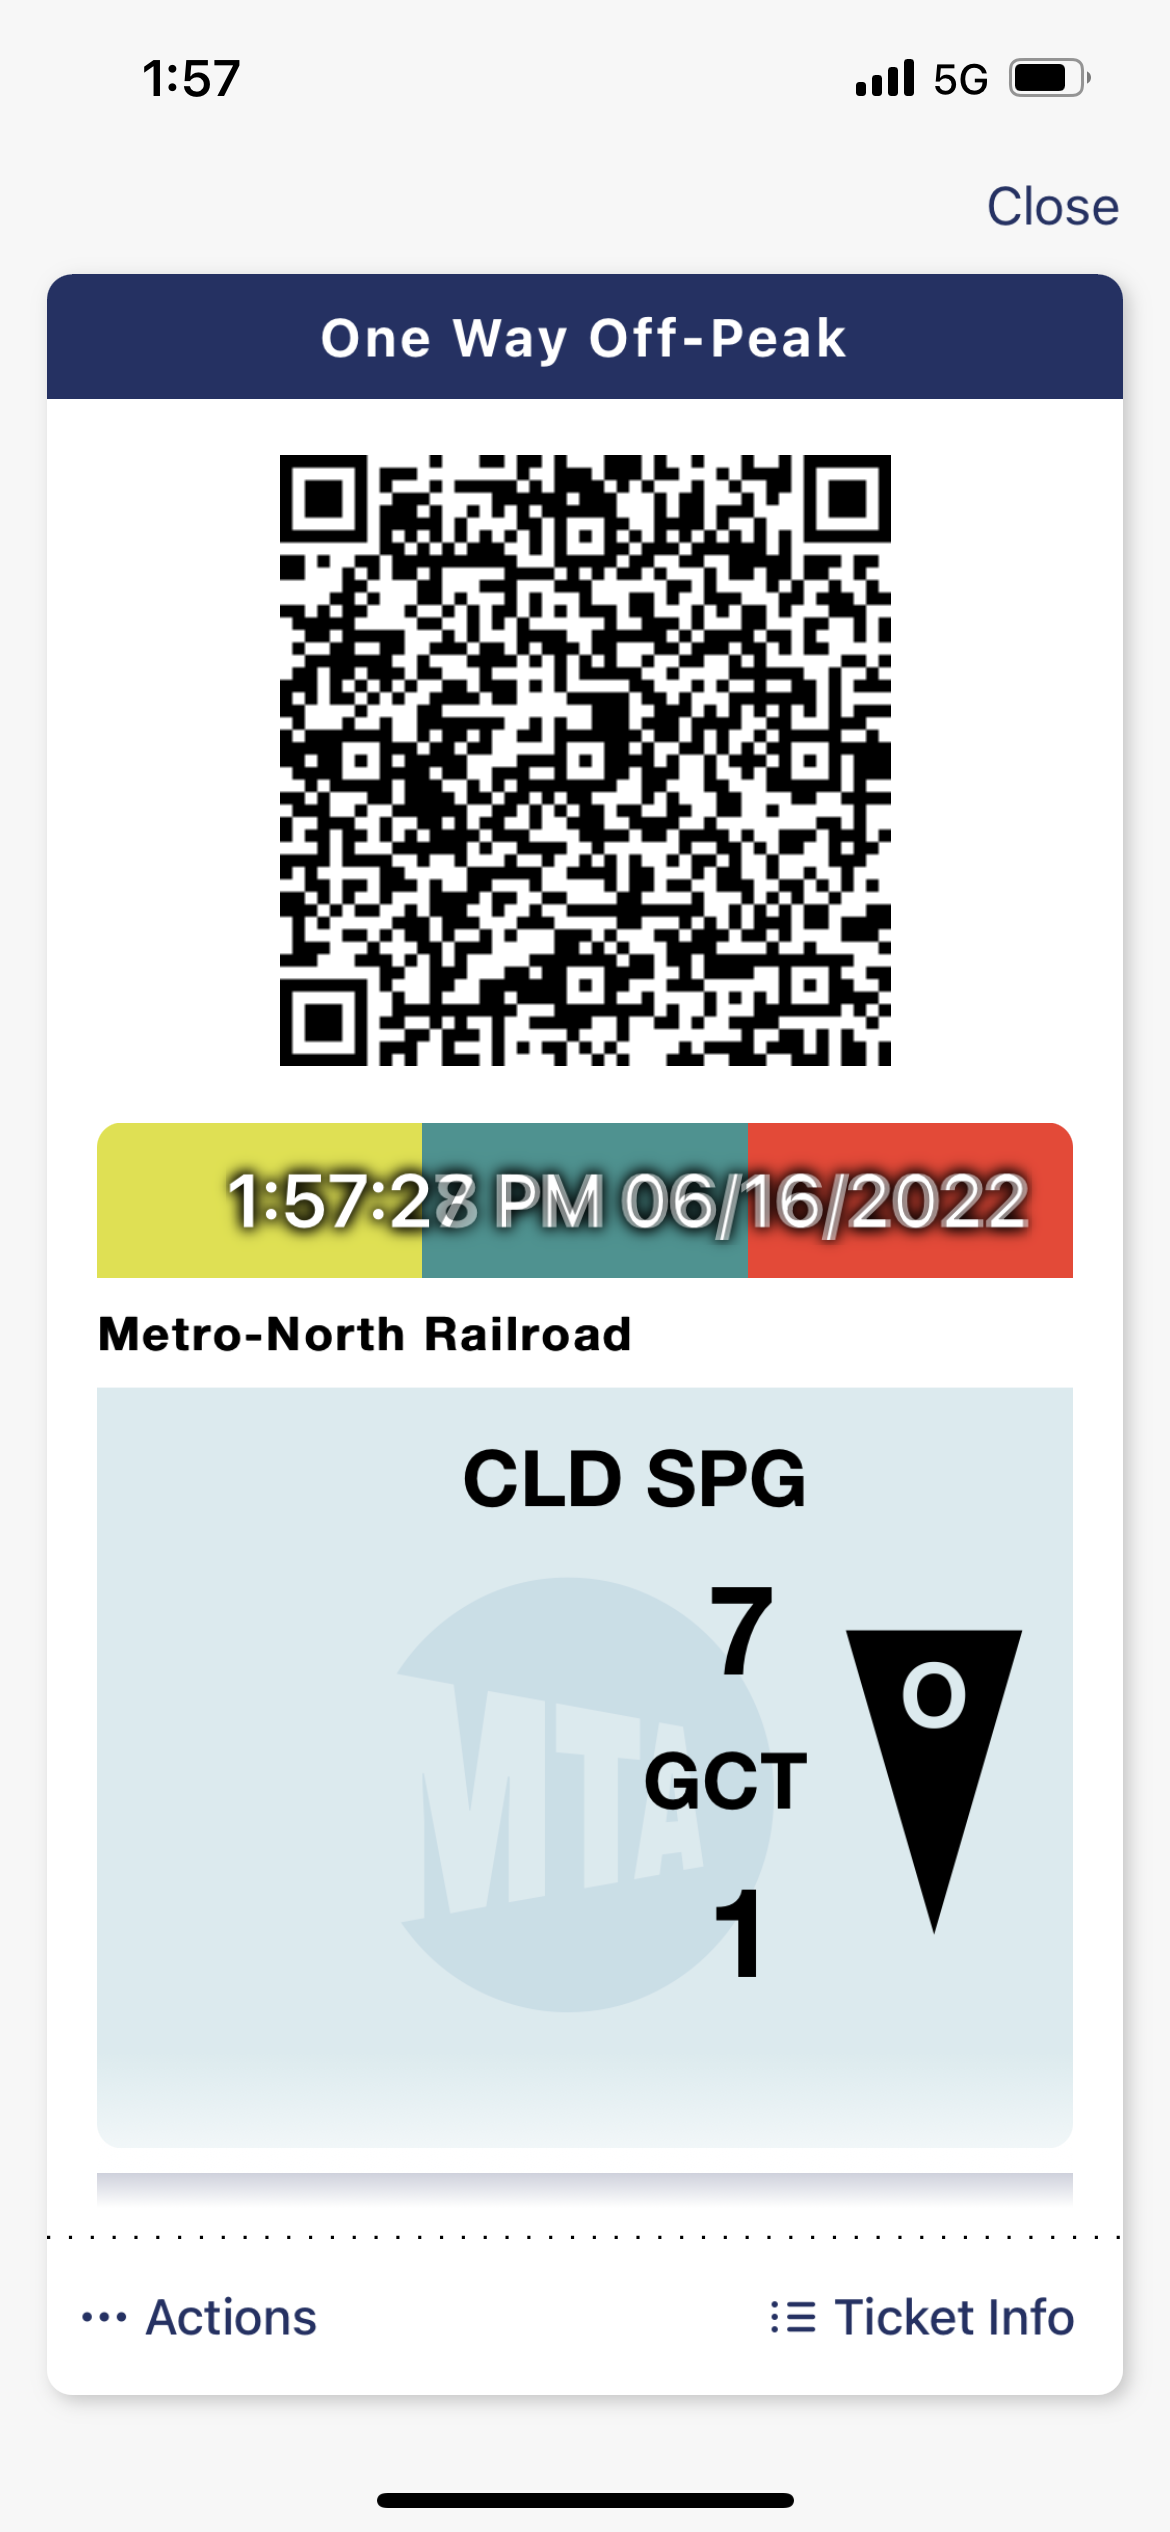 1:57 5G
Close
One Way Off-Peak
1:57:28 PM 06/16/2022
Metro-North Railroad
CLD SPG
7
O
GCT
MTA
1
Actions
Ticket Info